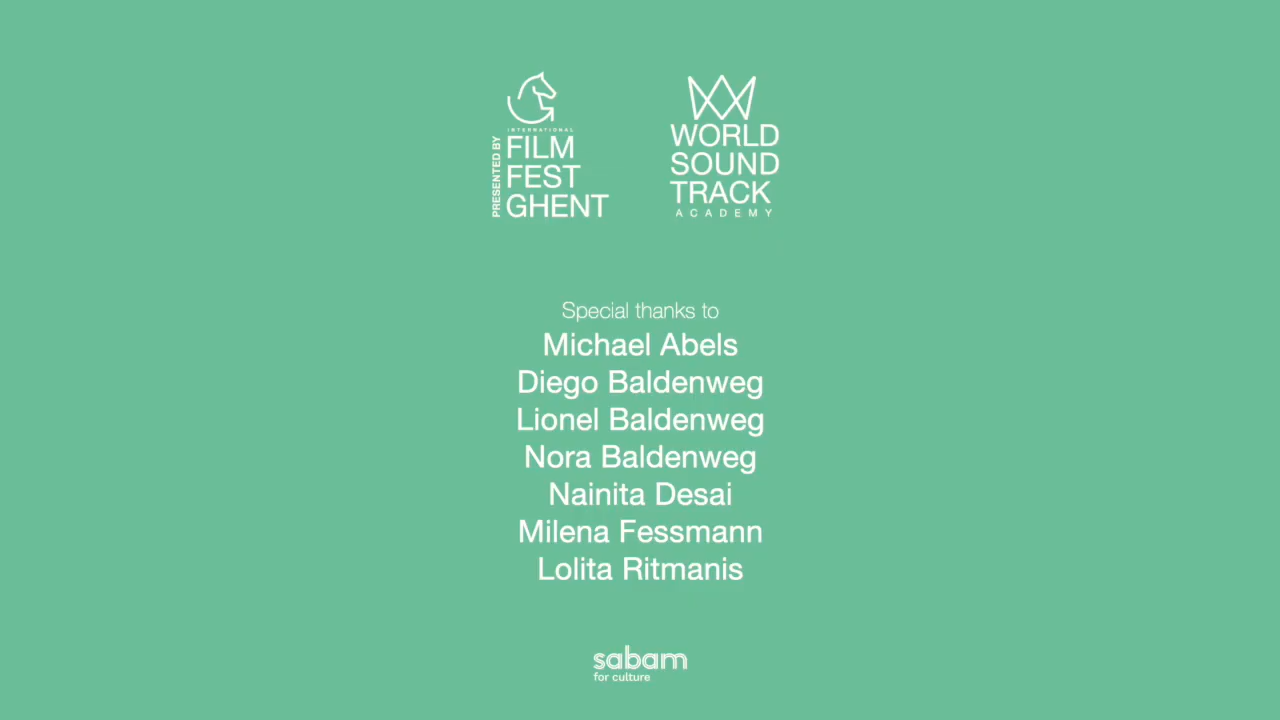 PRESENTED BY
INTERNATIONAL
FILM
FEST
GHENT
WORLD
SOUND
TRACK
ACADEMY
Special thanks to
Michael Abels
Diego Baldenweg
Lionel Baldenweg
Nora Baldenweg
Nainita Desai
Milena Fessmann
Lolita Ritmanis
sabam
for culture